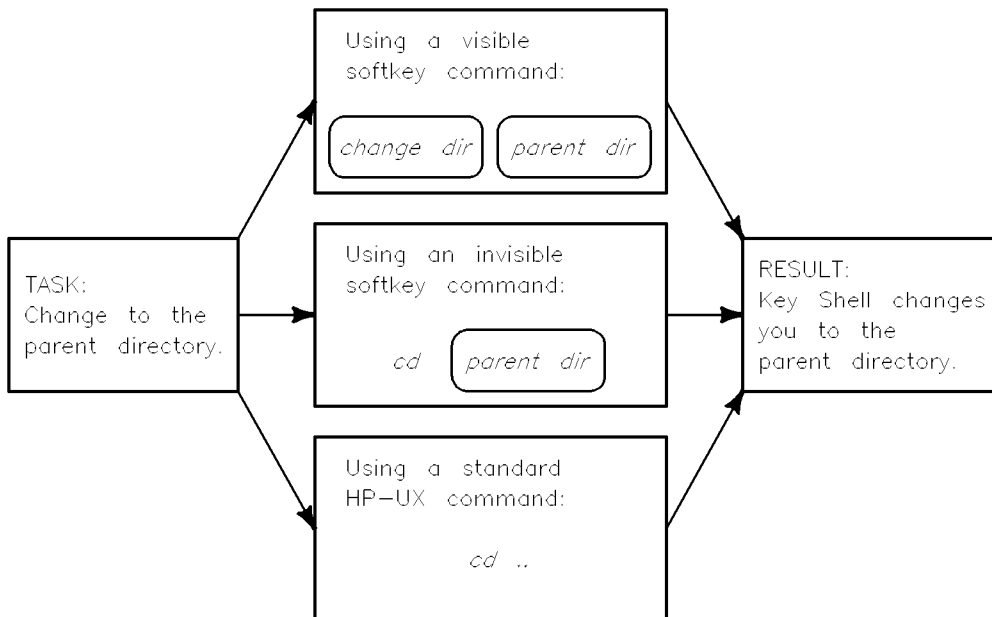 Using a visible
softkey command:
change dir
parent dir
TASK:
Change to the
parent directory.
Using an invisible
softkey command:
cd
parent dir
RESULT:
Key Shell changes
you to the
parent directory.
Using a standard
HP-UX command:
cd ..